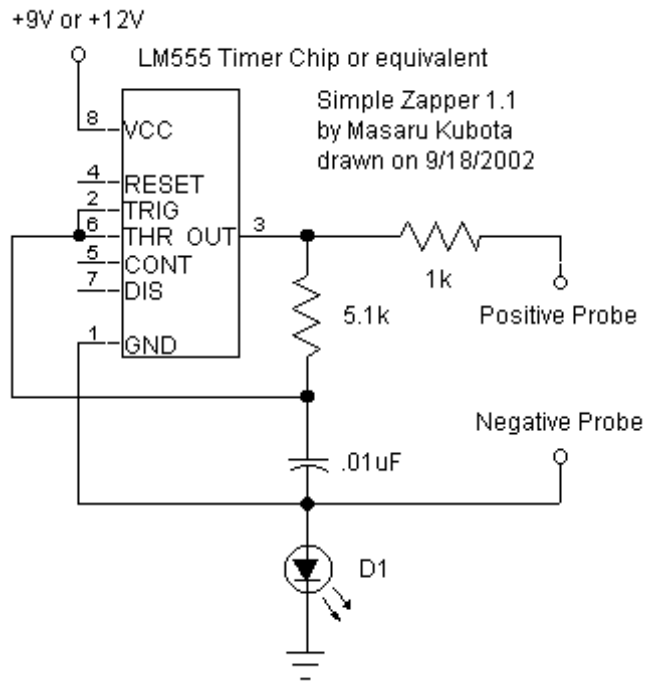 +9V or +12V
LM555 Timer Chip or equivalent
Simple Zapper 1.1
by Masaru Kubota
drawn on 9/18/2002
8 VCC
4 RESET
2 TRIG
6 THR OUT 3
5 CONT
7 DIS
1 GND
1k
5.1k
Positive Probe
Negative Probe
.01uF
D1